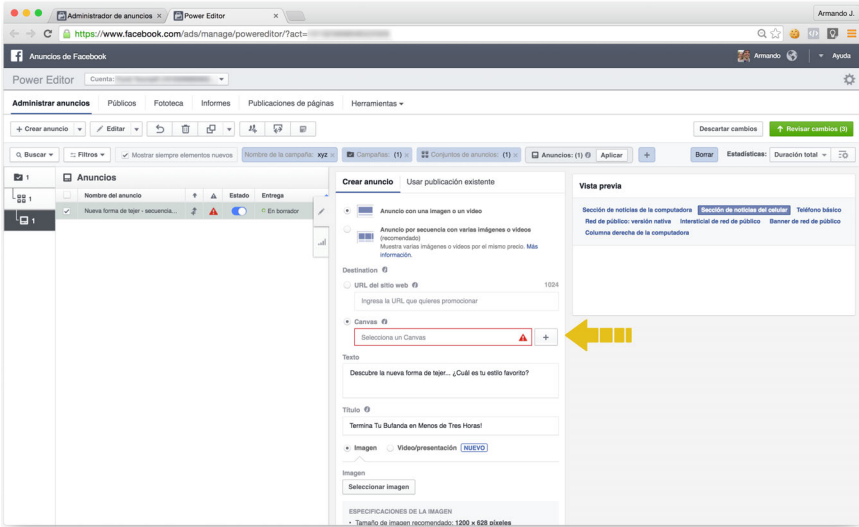 Administrador de anuncios
Power Editor
Armando J.
https://www.facebook.com/ads/manage/powereditor/?act=
Anuncios de Facebook
Armando
Ayuda
Power Editor
Cuenta:
Administrar anuncios
Públicos
Fototeca
Informes
Publicaciones de páginas
Herramientas
+ Crear anuncio
Editar
Descartar cambios
Revisar cambios (3)
Buscar
Filtros
Mostrar siempre elementos nuevos
Nombre de la campaña: xyz ×
Campañas: (1) ×
Conjuntos de anuncios: (1) ×
Anuncios: (1)
Aplicar
+
Borrar
Estadísticas:
Duración total
1
1
1
Anuncios
Nombre del anuncio
Estado
Entrega
Nueva forma de tejer - secuencia...
En borrador
Crear anuncio
Usar publicación existente
Anuncio con una imagen o un video
Anuncio por secuencia con varias imágenes o videos
(recomendado)
Muestra varias imágenes o videos por el mismo precio. Más
información.
Destination
URL del sitio web
1024
Ingresa la URL que quieres promocionar
Canvas
Selecciona un Canvas
+
Texto
Descubre la nueva forma de tejer... ¿Cuál es tu estilo favorito?
Título
Termina Tu Bufanda en Menos de Tres Horas!
Imagen
Video/presentación
NUEVO
Imagen
Seleccionar imagen
ESPECIFICACIONES DE LA IMAGEN
• Tamaño de imagen recomendado: 1200 × 628 píxeles
Vista previa
Sección de noticias de la computadora
Sección de noticias del celular
Teléfono básico
Red de público: versión nativa
Intersticial de red de público
Banner de red de público
Columna derecha de la computadora